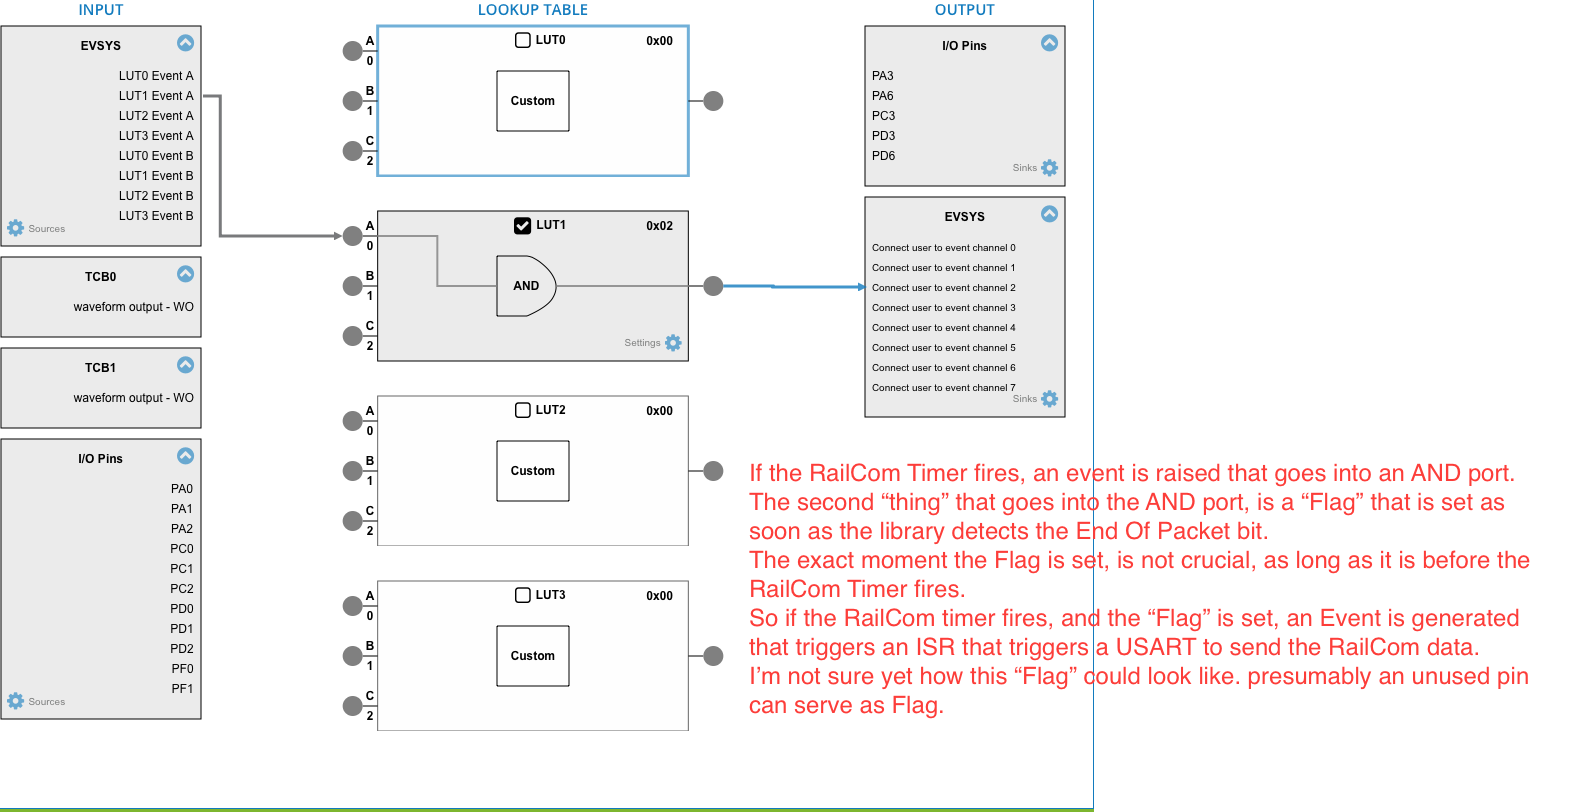 INPUT
LOOKUP TABLE
OUTPUT
EVSYS
LUT0 Event A
LUT1 Event A
LUT2 Event A
LUT3 Event A
LUT0 Event B
LUT1 Event B
LUT2 Event B
LUT3 Event B
Sources
TCB0
waveform output - WO
TCB1
waveform output - WO
I/O Pins
PA0
PA1
PA2
PC0
PC1
PC2
PD0
PD1
PD2
PF0
PF1
Sources
A
0
B
1
C
2
LUT0
0x00
Custom
A
0
B
1
C
2
LUT1
0x02
AND
Settings
A
0
B
1
C
2
LUT2
0x00
Custom
A
0
B
1
C
2
LUT3
0x00
Custom
I/O Pins
PA3
PA6
PC3
PD3
PD6
Sinks
EVSYS
Connect user to event channel 0
Connect user to event channel 1
Connect user to event channel 2
Connect user to event channel 3
Connect user to event channel 4
Connect user to event channel 5
Connect user to event channel 6
Connect user to event channel 7
Sinks
If the RailCom Timer fires, an event is raised that goes into an AND port.
The second “thing” that goes into the AND port, is a “Flag” that is set as
soon as the library detects the End Of Packet bit.
The exact moment the Flag is set, is not crucial, as long as it is before the
RailCom Timer fires.
So if the RailCom timer fires, and the “Flag” is set, an Event is generated
that triggers an ISR that triggers a USART to send the RailCom data.
I’m not sure yet how this “Flag” could look like. presumably an unused pin
can serve as Flag.